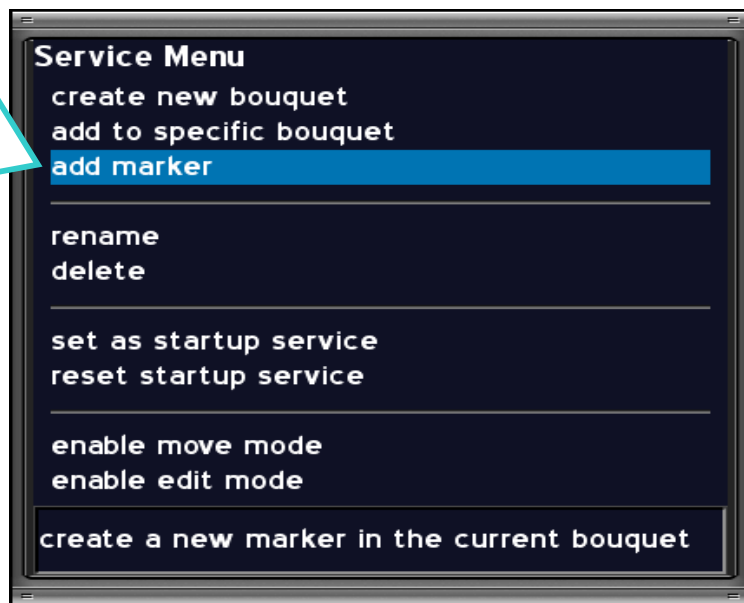 Service Menu
create new bouquet
add to specific bouquet
add marker
rename
delete
set as startup service
reset startup service
enable move mode
enable edit mode
create a new marker in the current bouquet